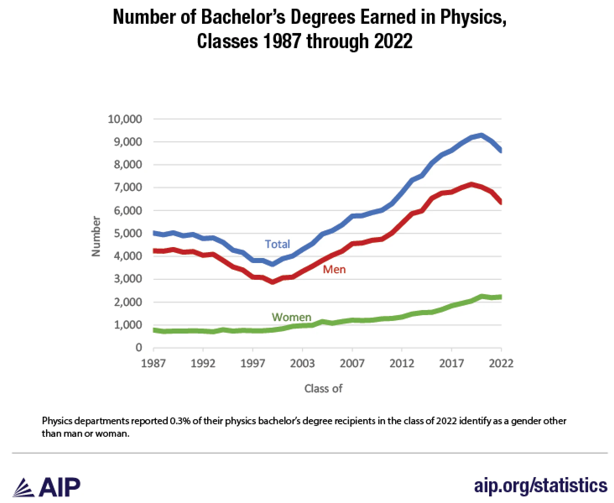 Number of Bachelor's Degrees Earned in Physics,
Classes 1987 through 2022
10,000
9,000
8,000
7,000
6,000
5,000
4,000
3,000
2,000
1,000
0
Number
Total
Men
Women
1987 1992 1997 2003 2007 2012 2017 2022
Class of
Physics departments reported 0.3% of their physics bachelor's degree recipients in the class of 2022 identify as a gender other
than man or woman.
AIP
aip.org/statistics